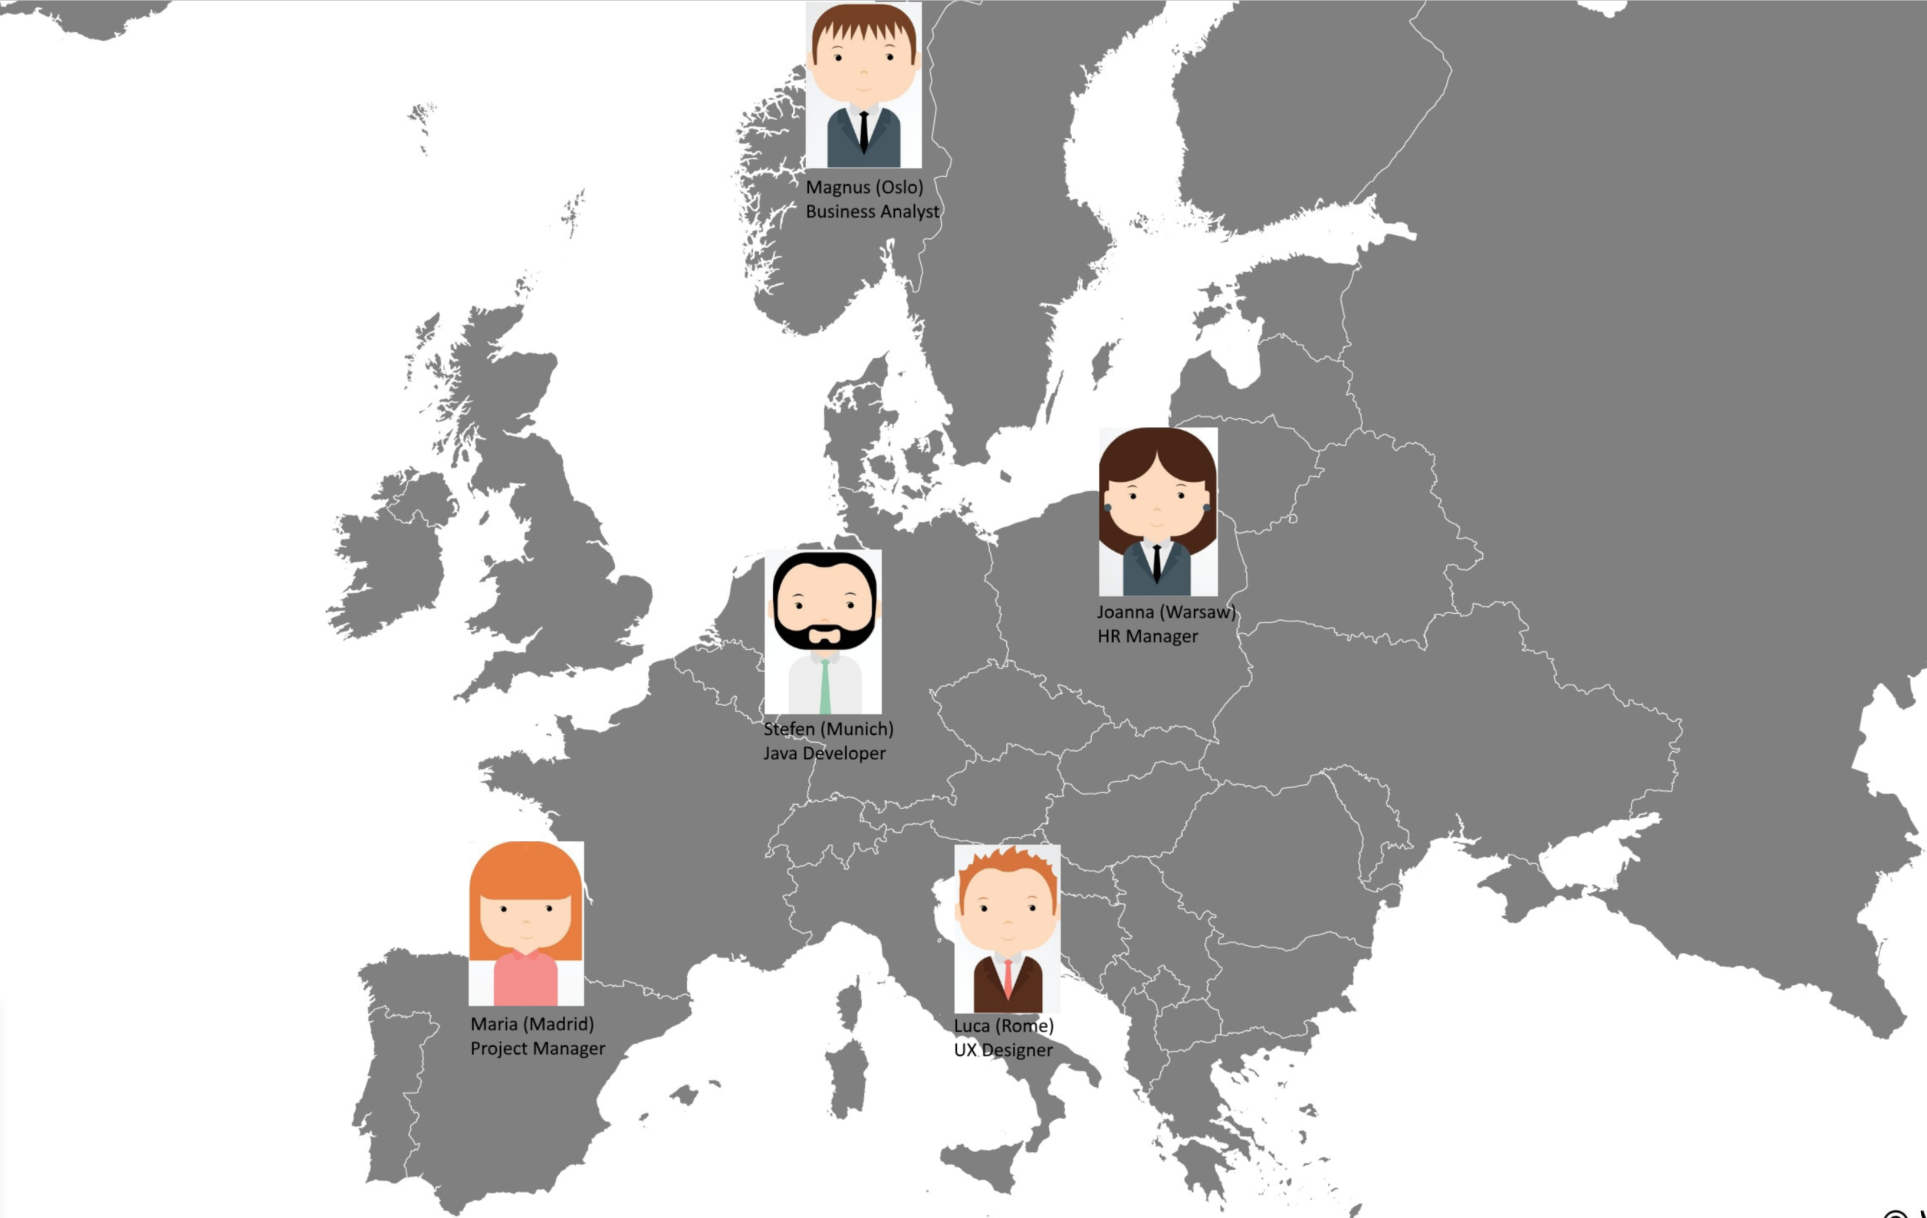 Magnus (Oslo)
Business Analyst
Joanna (Warsaw)
HR Manager
Stefen (Munich)
Java Developer
Maria (Madrid)
Project Manager
Luca (Rome)
UX Designer